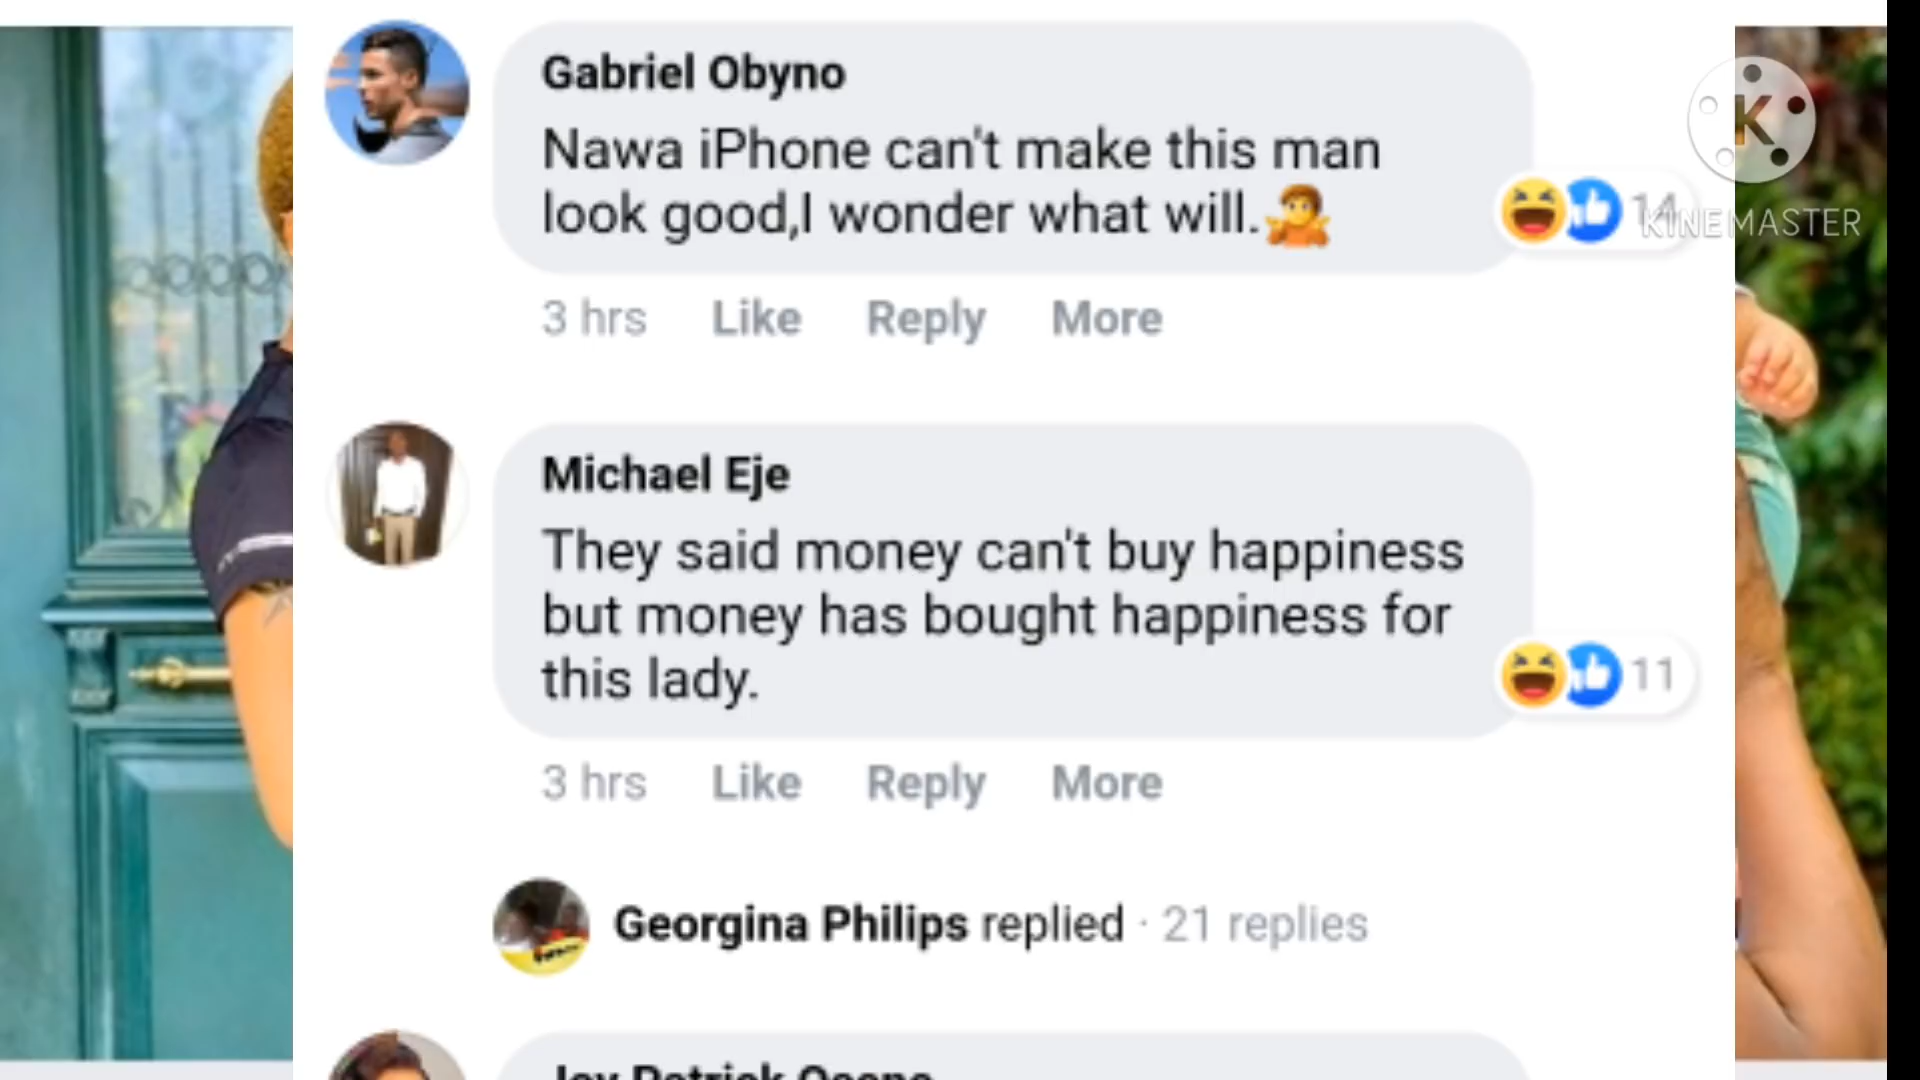 Gabriel Obyno
Nawa iPhone can't make this man
look good,I wonder what will.
14
K
KINEMASTER
3 hrs Like Reply More
Michael Eje
They said money can't buy happiness
but money has bought happiness for
this lady.
11
3 hrs Like Reply More
Georgina Philips replied · 21 replies
Patrick